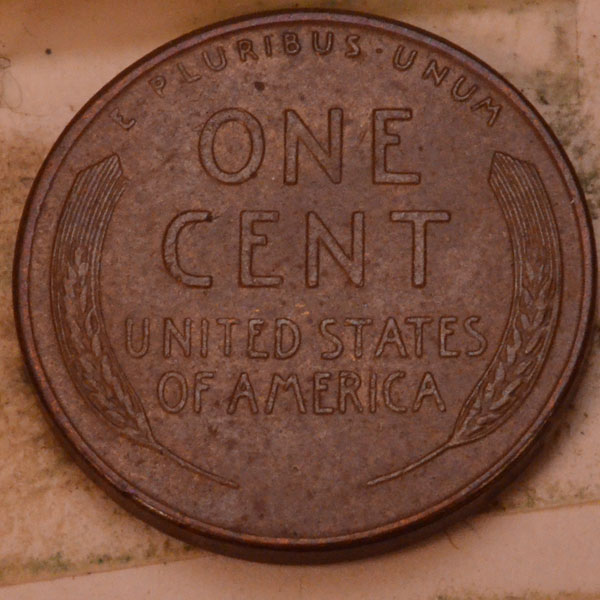 E PLURIBUS · UNUM
ONE
CENT
UNITED STATES
OF AMERICA